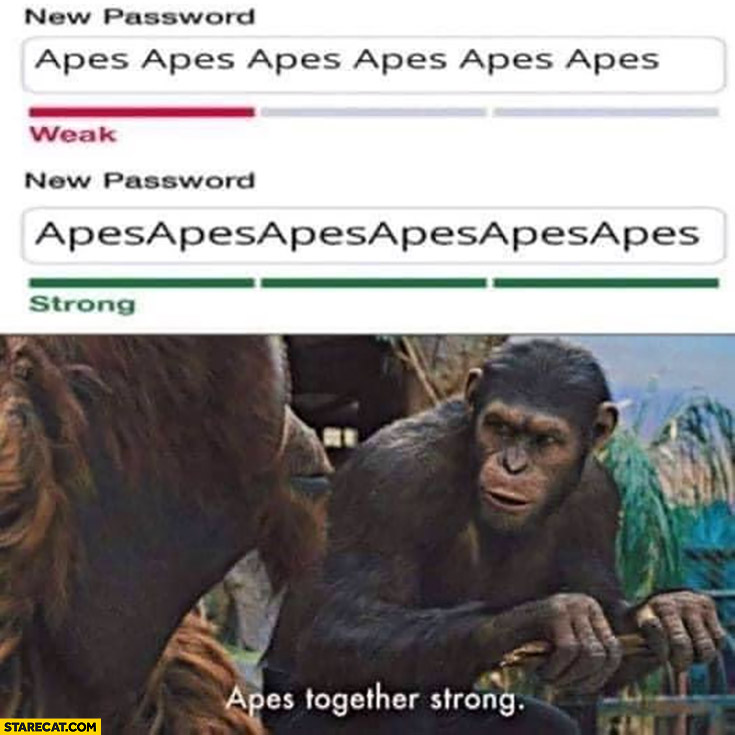 New Password
Apes Apes Apes Apes Apes Apes
Weak
New Password
ApesApesApesApesApesApes
Strong
Apes together strong.
STARECAT.COM